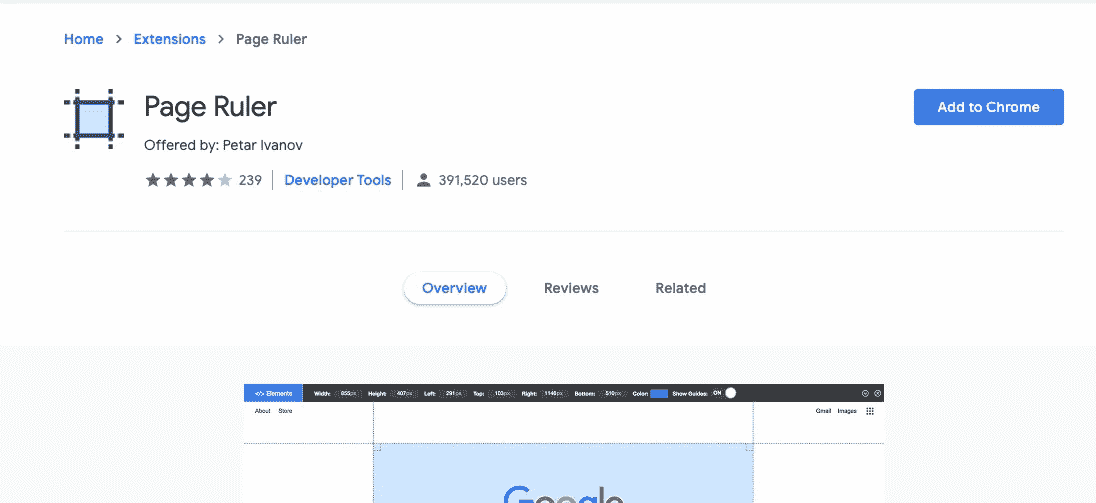 Home > Extensions > Page Ruler
Page Ruler
Add to Chrome
Offered by: Petar Ivanov
239 Developer Tools 391,520 users
Overview Reviews Related
</> Elements Width: 855px Height: 407px Left: 291px Top: 103px Right: 1146px Bottom: 510px Color: Show Guides: ON
About Store Gmail Images
Google